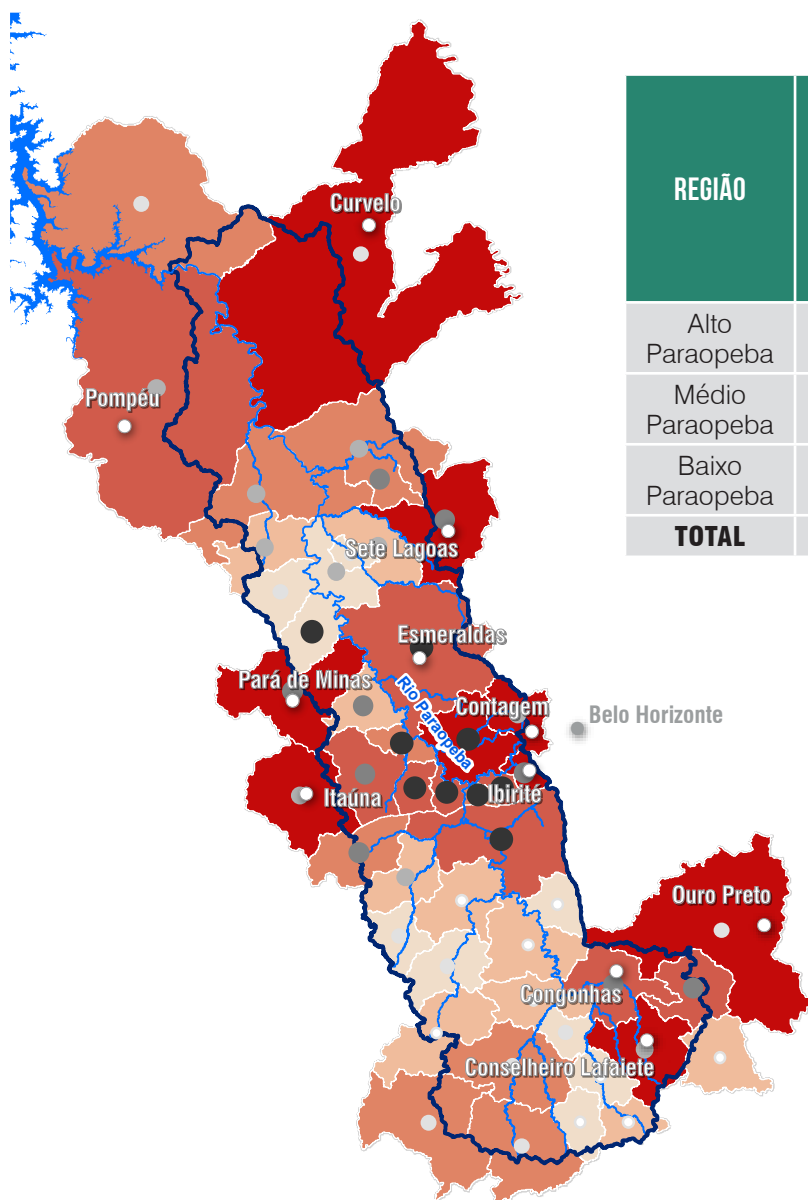 Curvelo
REGIÃO
Alto
Paraopeba
Médio
Paraopeba
Baixo
Paraopeba
TOTAL
Pompéu
Sete Lagoas
Esmeraldas
Pará de Minas
Rio Paraopeba
Contagem
Belo Horizonte
Itaúna
Ibirité
Ouro Preto
Congonhas
Conselheiro Lafaiete